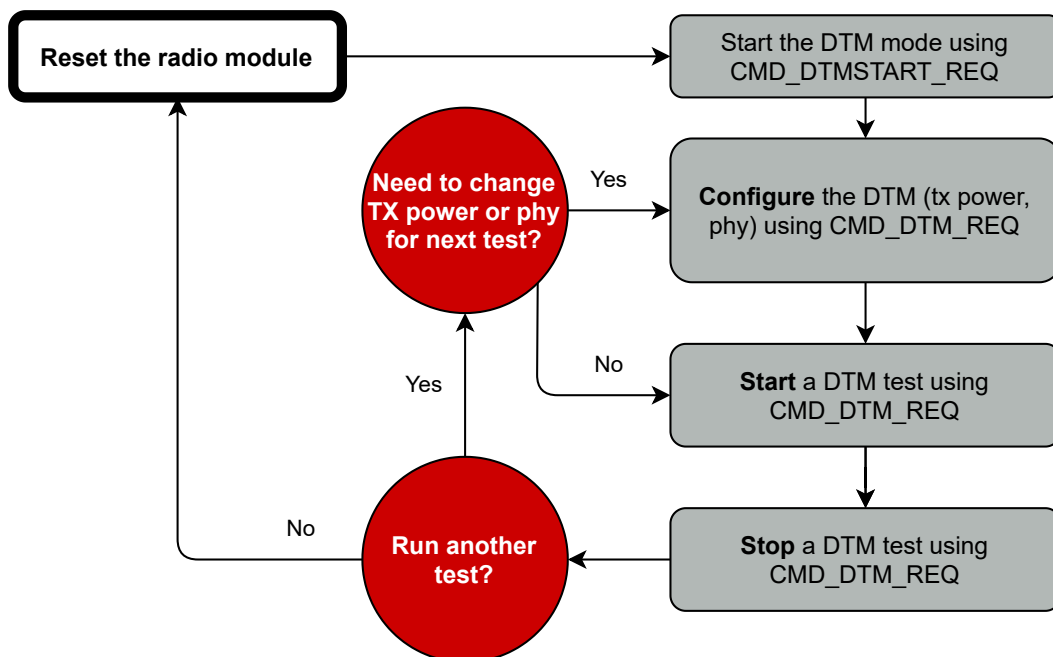 Reset the radio module
Start the DTM mode using
CMD_DTMSTART_REQ
Need to change
TX power or phy
for next test?
Yes
Configure the DTM (tx power,
phy) using CMD_DTM_REQ
No
Start a DTM test using
CMD_DTM_REQ
Yes
Stop a DTM test using
CMD_DTM_REQ
Run another
test?
No